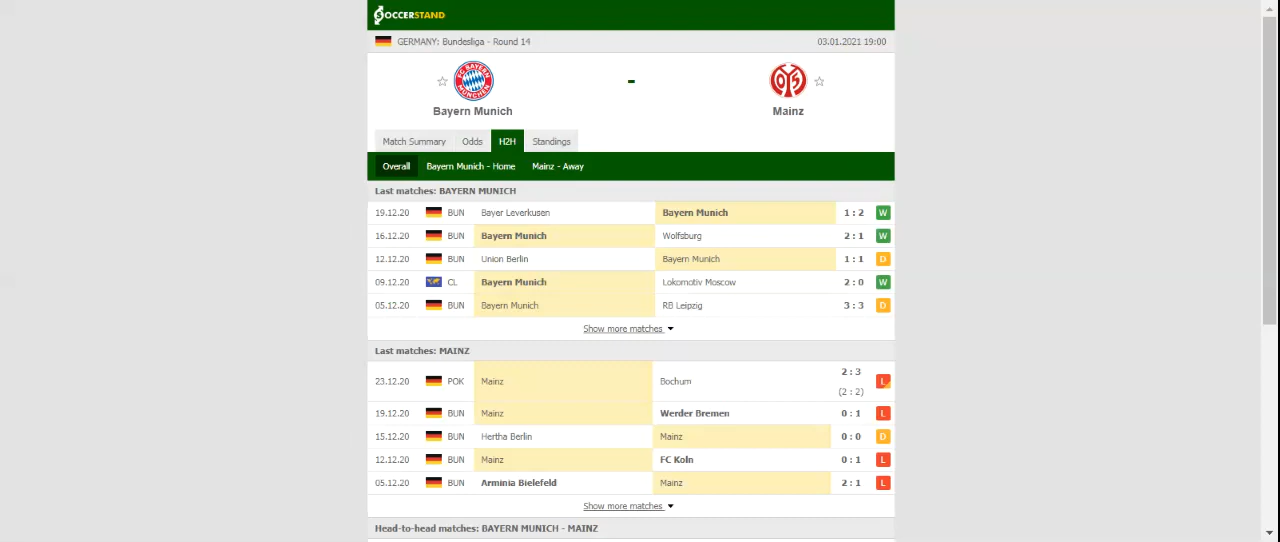 SOCCERSTAND
GERMANY: Bundesliga - Round 14 03.01.2021 19:00
-
Bayern Munich Mainz
Match Summary Odds H2H Standings
Overall Bayern Munich - Home Mainz - Away
Last matches: BAYERN MUNICH
19.12.20 BUN Bayer Leverkusen Bayern Munich 1 : 2 W
16.12.20 BUN Bayern Munich Wolfsburg 2 : 1 W
12.12.20 BUN Union Berlin Bayern Munich 1 : 1 D
09.12.20 CL Bayern Munich Lokomotiv Moscow 2 : 0 W
05.12.20 BUN Bayern Munich RB Leipzig 3 : 3 D
Show more matches
Last matches: MAINZ
23.12.20 POK Mainz Bochum 2 : 3 L
(2 : 2)
19.12.20 BUN Mainz Werder Bremen 0 : 1 L
15.12.20 BUN Hertha Berlin Mainz 0 : 0 D
12.12.20 BUN Mainz FC Koln 0 : 1 L
05.12.20 BUN Arminia Bielefeld Mainz 2 : 1 L
Show more matches
Head-to-head matches: BAYERN MUNICH - MAINZ